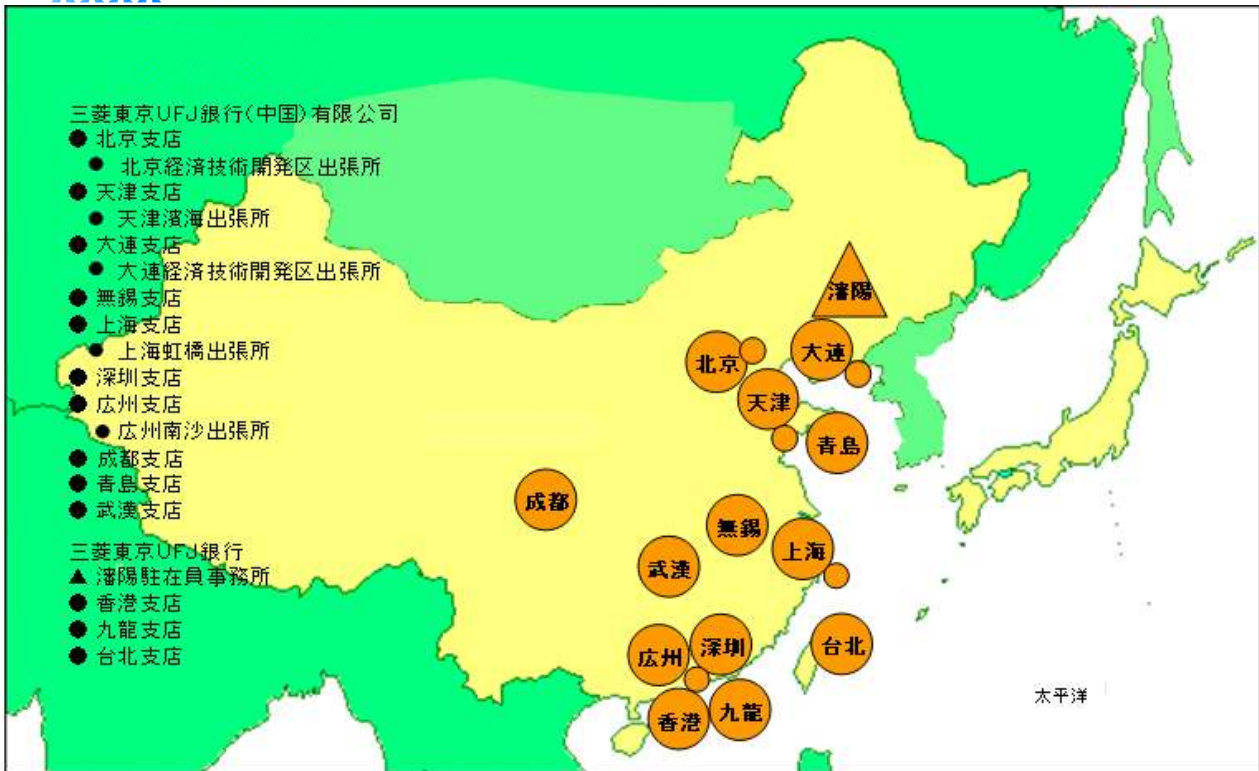 三菱東京UFJ銀行(中国)有限公司
● 北京支店
● 北京経済技術開発区出張所
● 天津支店
● 天津濱海出張所
● 大連支店
● 大連経済技術開発区出張所
● 無錫支店
● 上海支店
● 上海虹橋出張所
● 深圳支店
● 広州支店
● 広州南沙出張所
● 成都支店
● 青島支店
● 武漢支店
三菱東京UFJ銀行
▲ 瀋陽駐在員事務所
● 香港支店
● 九龍支店
● 台北支店
瀋陽
大連
北京
天津
青島
成都
無錫
上海
武漢
深圳
広州
台北
香港
九龍
太平洋